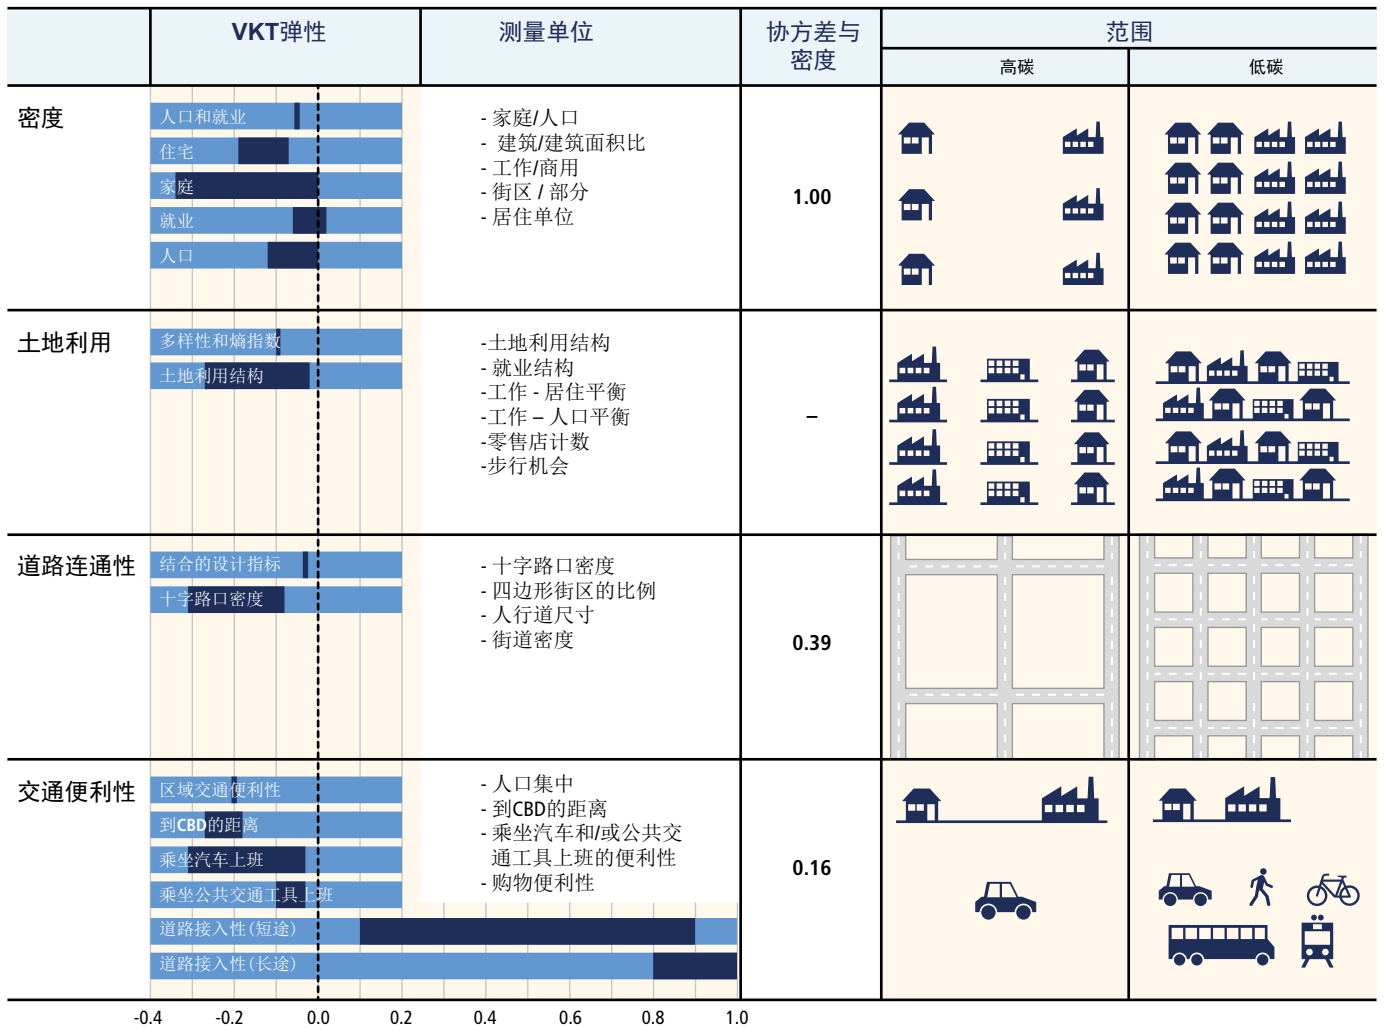 VKT弹性
测量单位
协方差与
密度
范围
高碳
低碳
密度
人口和就业
住宅
家庭
就业
人口
- 家庭/人口
- 建筑/建筑面积比
- 工作/商用
- 街区 / 部分
- 居住单位
1.00
土地利用
多样性和熵指数
土地利用结构
-土地利用结构
- 就业结构
-工作 - 居住平衡
-工作 – 人口平衡
-零售店计数
-步行机会
–
道路连通性
结合的设计指标
十字路口密度
- 十字路口密度
- 四边形街区的比例
- 人行道尺寸
- 街道密度
0.39
交通便利性
区域交通便利性
到CBD的距离
乘坐汽车上班
乘坐公共交通工具上班
道路接入性(短途)
道路接入性(长途)
- 人口集中
- 到CBD的距离
- 乘坐汽车和/或公共交
通工具上班的便利性
- 购物便利性
0.16
-0.4 -0.2 0.0 0.2 0.4 0.6 0.8 1.0